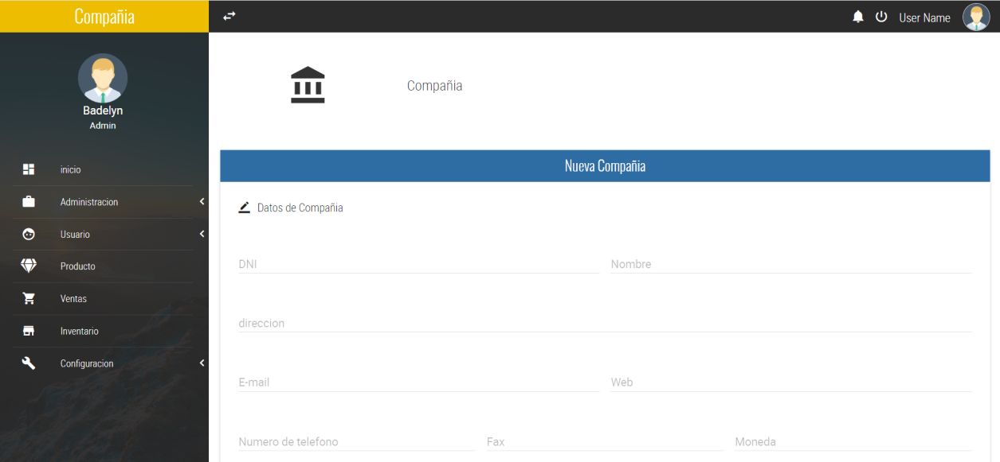 Compañia
User Name
Badelyn
Admin
inicio
Administracion
Usuario
Producto
Ventas
Inventario
Configuracion
Compañia
Nueva Compañia
Datos de Compañia
DNI Nombre
direccion
E-mail Web
Numero de telefono Fax Moneda